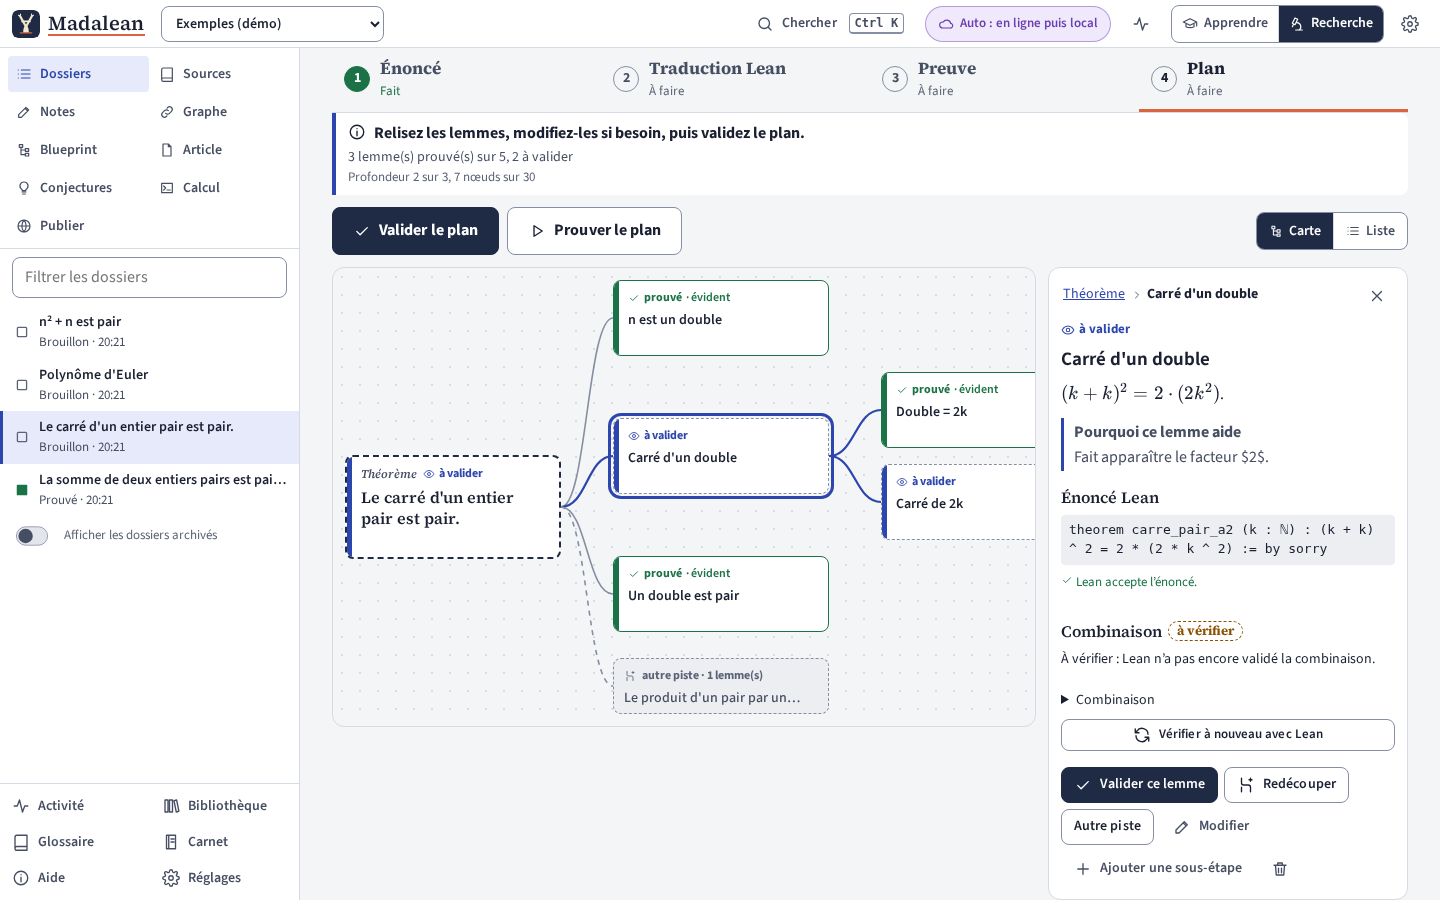 Madalean
Exemples (démo)
Chercher
Ctrl K
Auto : en ligne puis local
Apprendre
Recherche
Dossiers
Sources
Notes
Graphe
Blueprint
Article
Conjectures
Calcul
Publier
Filtrer les dossiers
n² + n est pair
Brouillon · 20:21
Polynôme d'Euler
Brouillon · 20:21
Le carré d'un entier pair est pair.
Brouillon · 20:21
La somme de deux entiers pairs est pai…
Prouvé · 20:21
Afficher les dossiers archivés
Activité
Bibliothèque
Glossaire
Carnet
Aide
Réglages
1
Énoncé
Fait
2
Traduction Lean
À faire
3
Preuve
À faire
4
Plan
À faire
Relisez les lemmes, modifiez-les si besoin, puis validez le plan.
3 lemme(s) prouvé(s) sur 5, 2 à valider
Profondeur 2 sur 3, 7 nœuds sur 30
Valider le plan
Prouver le plan
Carte
Liste
prouvé · évident
n est un double
prouvé · évident
Double = 2k
à valider
Carré d'un double
Théorème
à valider
Le carré d'un entier
pair est pair.
à valider
Carré de 2k
prouvé · évident
Un double est pair
autre piste · 1 lemme(s)
Le produit d'un pair par un…
Théorème
Carré d'un double
à valider
Carré d'un double
(k + k)² = 2 · (2k²).
Pourquoi ce lemme aide
Fait apparaître le facteur $2$.
Énoncé Lean
theorem carre_pair_a2 (k : ℕ) : (k + k)
^ 2 = 2 * (2 * k ^ 2) := by sorry
Lean accepte l’énoncé.
Combinaison
à vérifier
À vérifier : Lean n’a pas encore validé la combinaison.
Combinaison
Vérifier à nouveau avec Lean
Valider ce lemme
Redécouper
Autre piste
Modifier
Ajouter une sous-étape